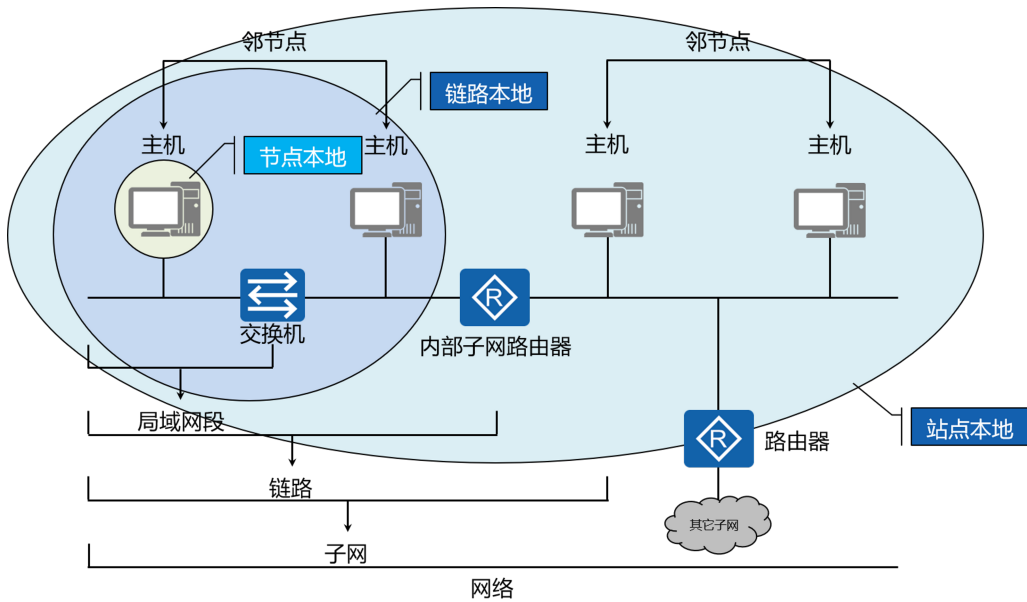 邻节点
邻节点
链路本地
主机
节点本地
主机
主机
主机
R
交换机
内部子网路由器
局域网段
R
路由器
站点本地
链路
其它子网
子网
网络